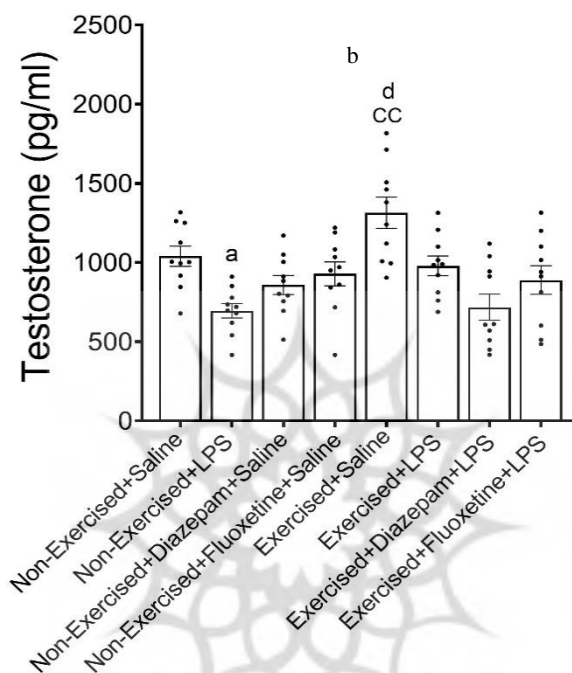 Testosterone (pg/ml)
2500
2000
1500
1000
500
0
b
d
cc
a
Non-Exercised+Saline
Non-Exercised+LPS
Non-Exercised+Diazepam+Saline
Non-Exercised+Fluoxetine+Saline
Exercised+Saline
Exercised+LPS
Exercised+Diazepam+LPS
Exercised+Fluoxetine+LPS